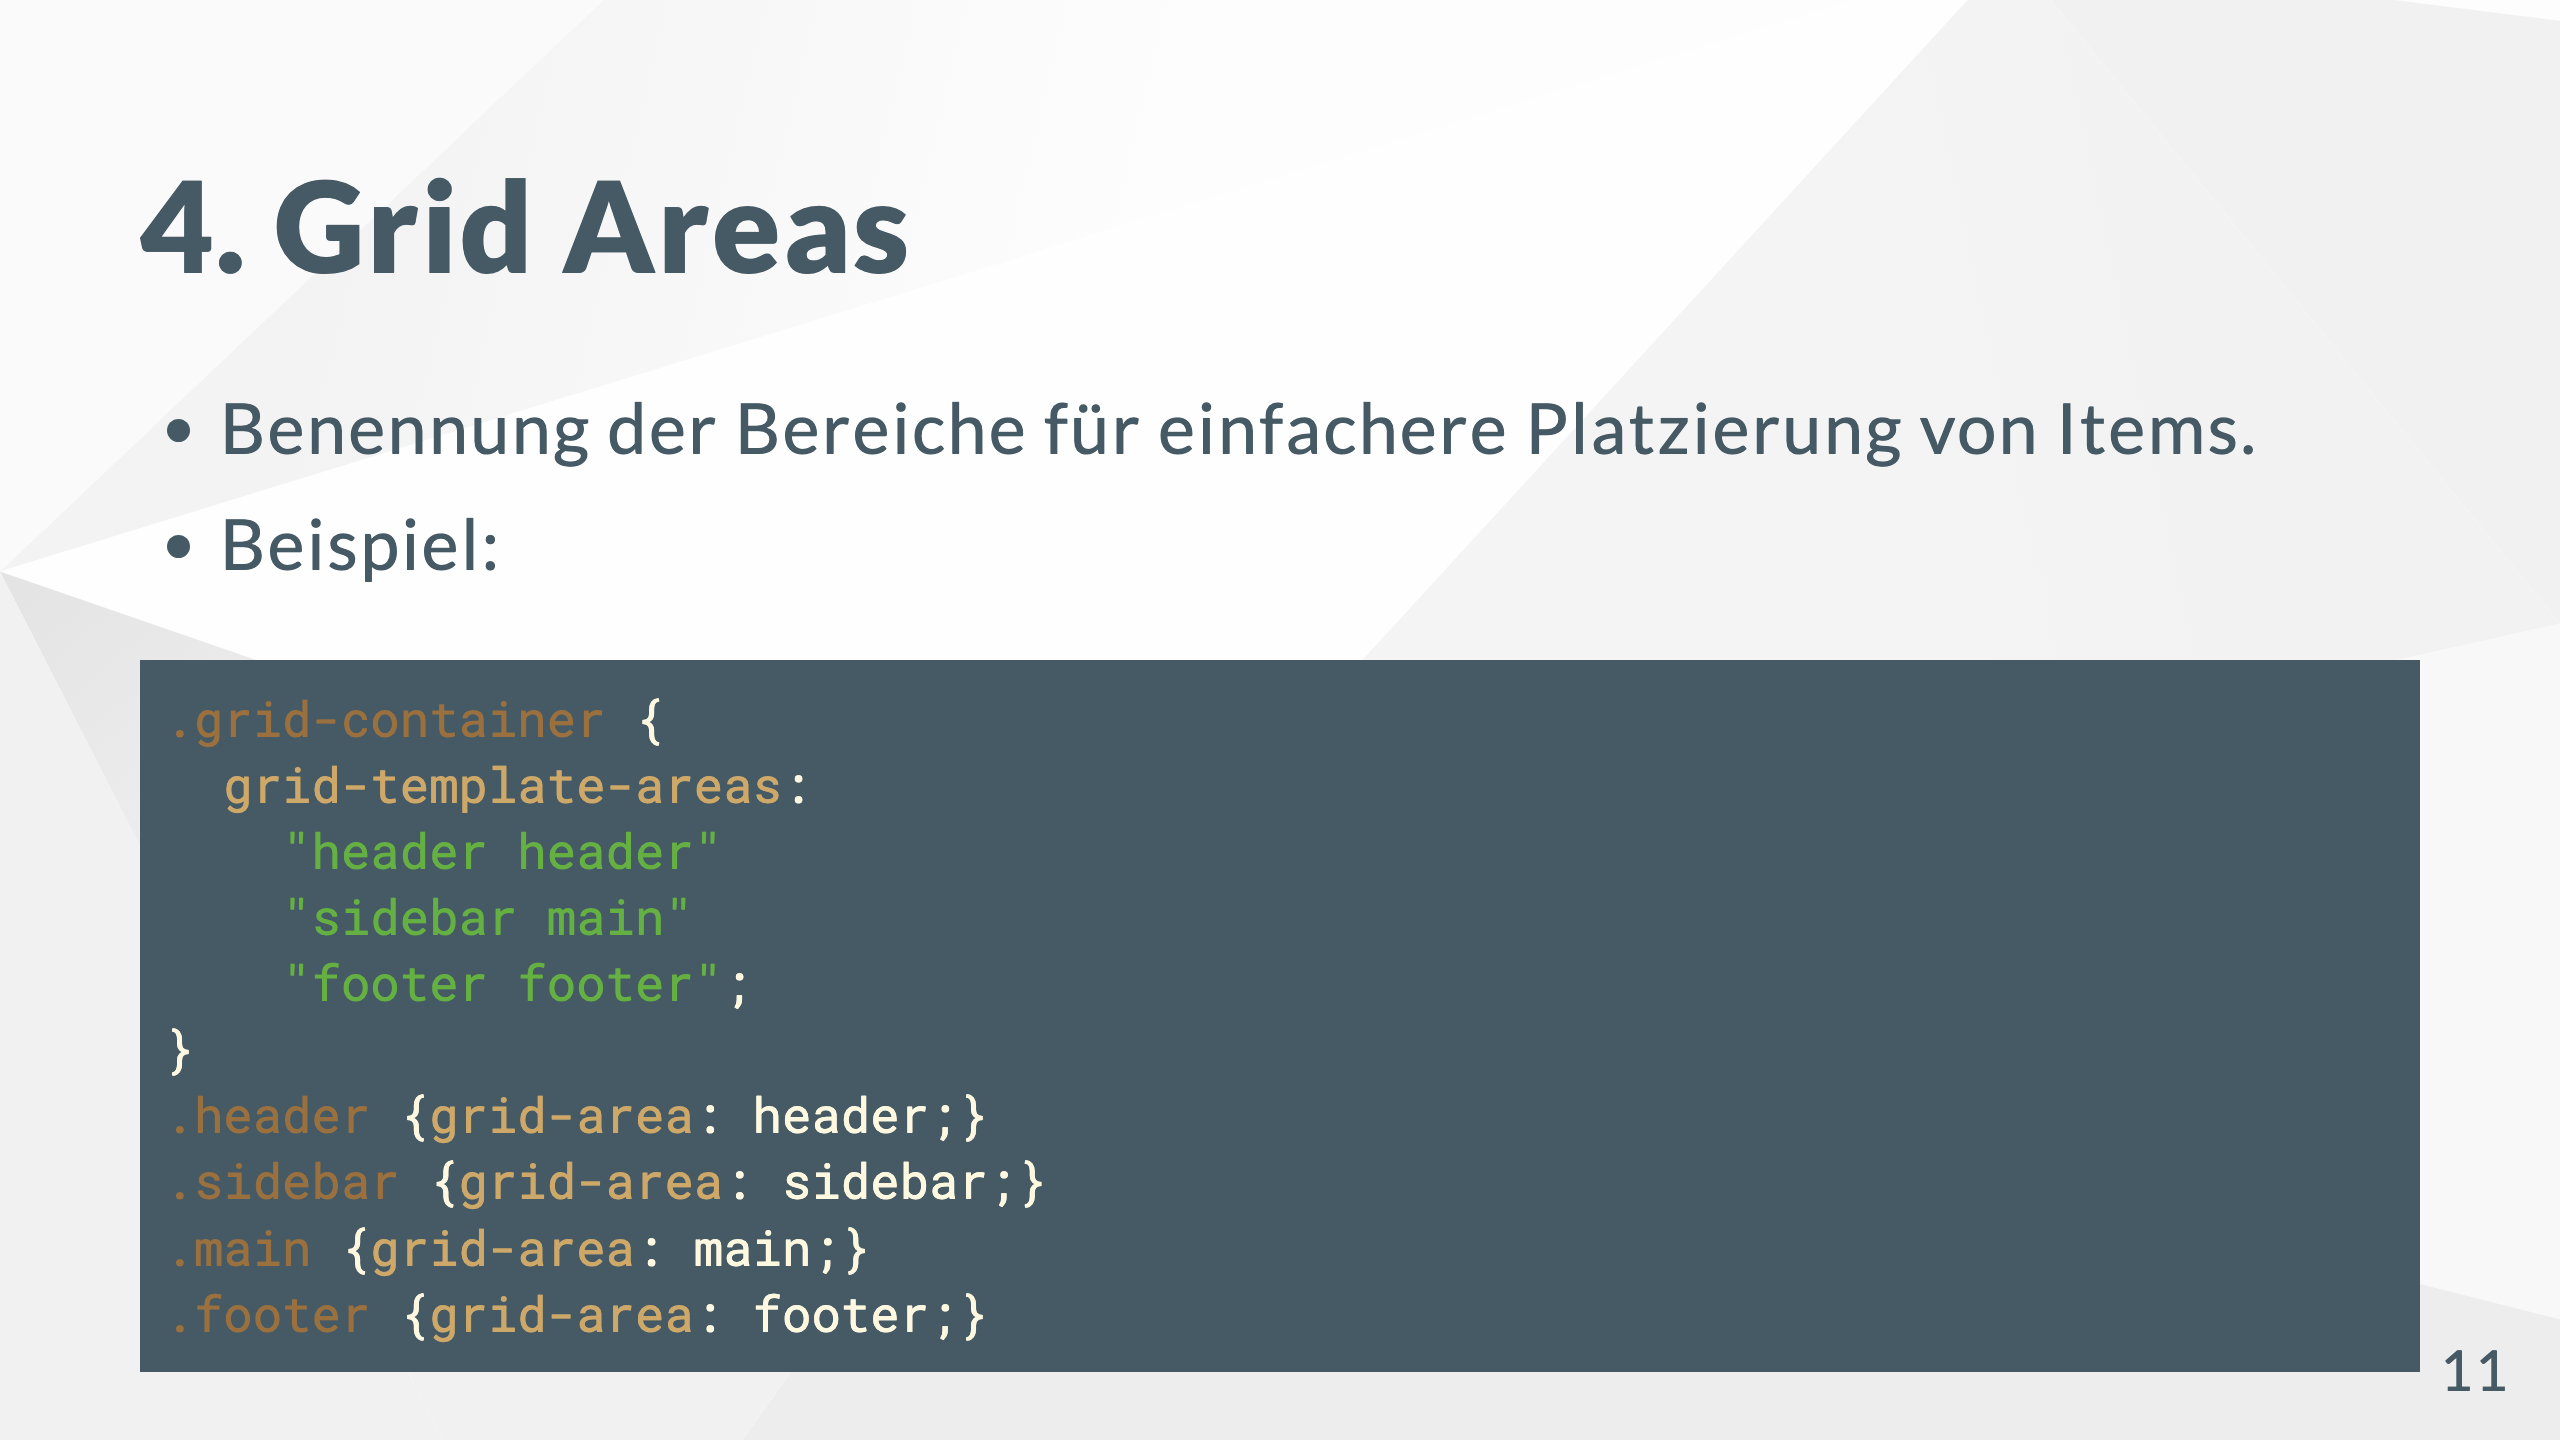 4. Grid Areas
• Benennung der Bereiche für einfachere Platzierung von Items.
• Beispiel:
.grid-container {
  grid-template-areas:
    "header header"
    "sidebar main"
    "footer footer";
}
.header {grid-area: header;}
.sidebar {grid-area: sidebar;}
.main {grid-area: main;}
.footer {grid-area: footer;}
11